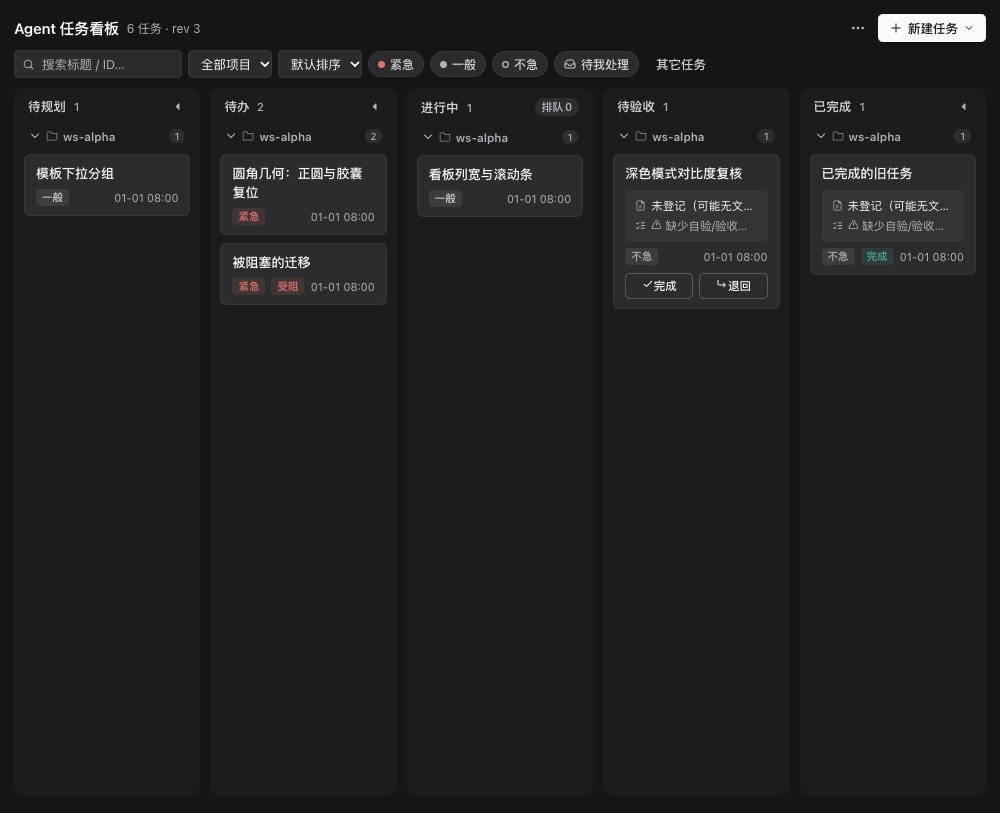 Agent 任务看板 6 任务 · rev 3
新建任务
搜索标题 / ID...
全部项目
默认排序
紧急
一般
不急
待我处理
其它任务
待规划 1
ws-alpha 1
模板下拉分组
一般 01-01 08:00
待办 2
ws-alpha 2
圆角几何：正圆与胶囊
复位
紧急 01-01 08:00
被阻塞的迁移
紧急 受阻 01-01 08:00
进行中 1 排队 0
ws-alpha 1
看板列宽与滚动条
一般 01-01 08:00
待验收 1
ws-alpha 1
深色模式对比度复核
未登记（可能无文...
缺少自验/验收...
不急 01-01 08:00
完成 退回
已完成 1
ws-alpha 1
已完成的旧任务
未登记（可能无文...
缺少自验/验收...
不急 完成 01-01 08:00